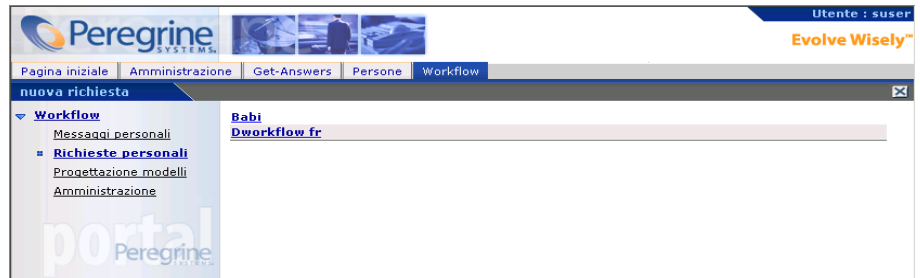 Utente : suser
Peregrine
SYSTEMS.
Evolve Wisely™
Pagina iniziale Amministrazione Get-Answers Persone Workflow
nuova richiesta
Workflow
Messaggi personali
Richieste personali
Progettazione modelli
Amministrazione
Babi
Dworkflow fr
portal
Peregrine
SYSTEMS